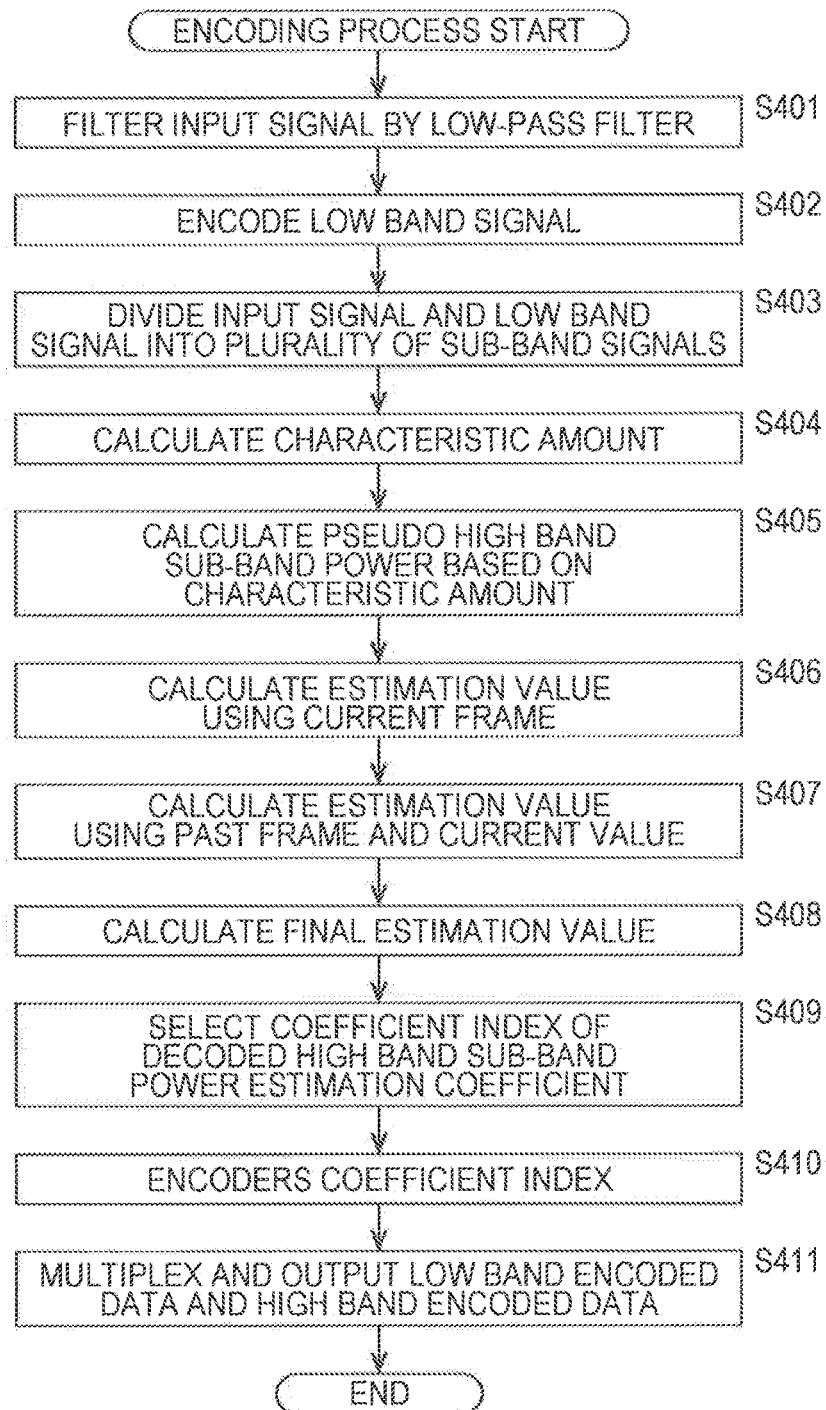 ENCODING PROCESS START
FILTER INPUT SIGNAL BY LOW-PASS FILTER
S401
ENCODE LOW BAND SIGNAL
S402
DIVIDE INPUT SIGNAL AND LOW BAND
SIGNAL INTO PLURALITY OF SUB-BAND SIGNALS
S403
CALCULATE CHARACTERISTIC AMOUNT
S404
CALCULATE PSEUDO HIGH BAND
SUB-BAND POWER BASED ON
CHARACTERISTIC AMOUNT
S405
CALCULATE ESTIMATION VALUE
USING CURRENT FRAME
S406
CALCULATE ESTIMATION VALUE
USING PAST FRAME AND CURRENT VALUE
S407
CALCULATE FINAL ESTIMATION VALUE
S408
SELECT COEFFICIENT INDEX OF
DECODED HIGH BAND SUB-BAND
POWER ESTIMATION COEFFICIENT
S409
ENCODERS COEFFICIENT INDEX
S410
MULTIPLEX AND OUTPUT LOW BAND ENCODED
DATA AND HIGH BAND ENCODED DATA
S411
END